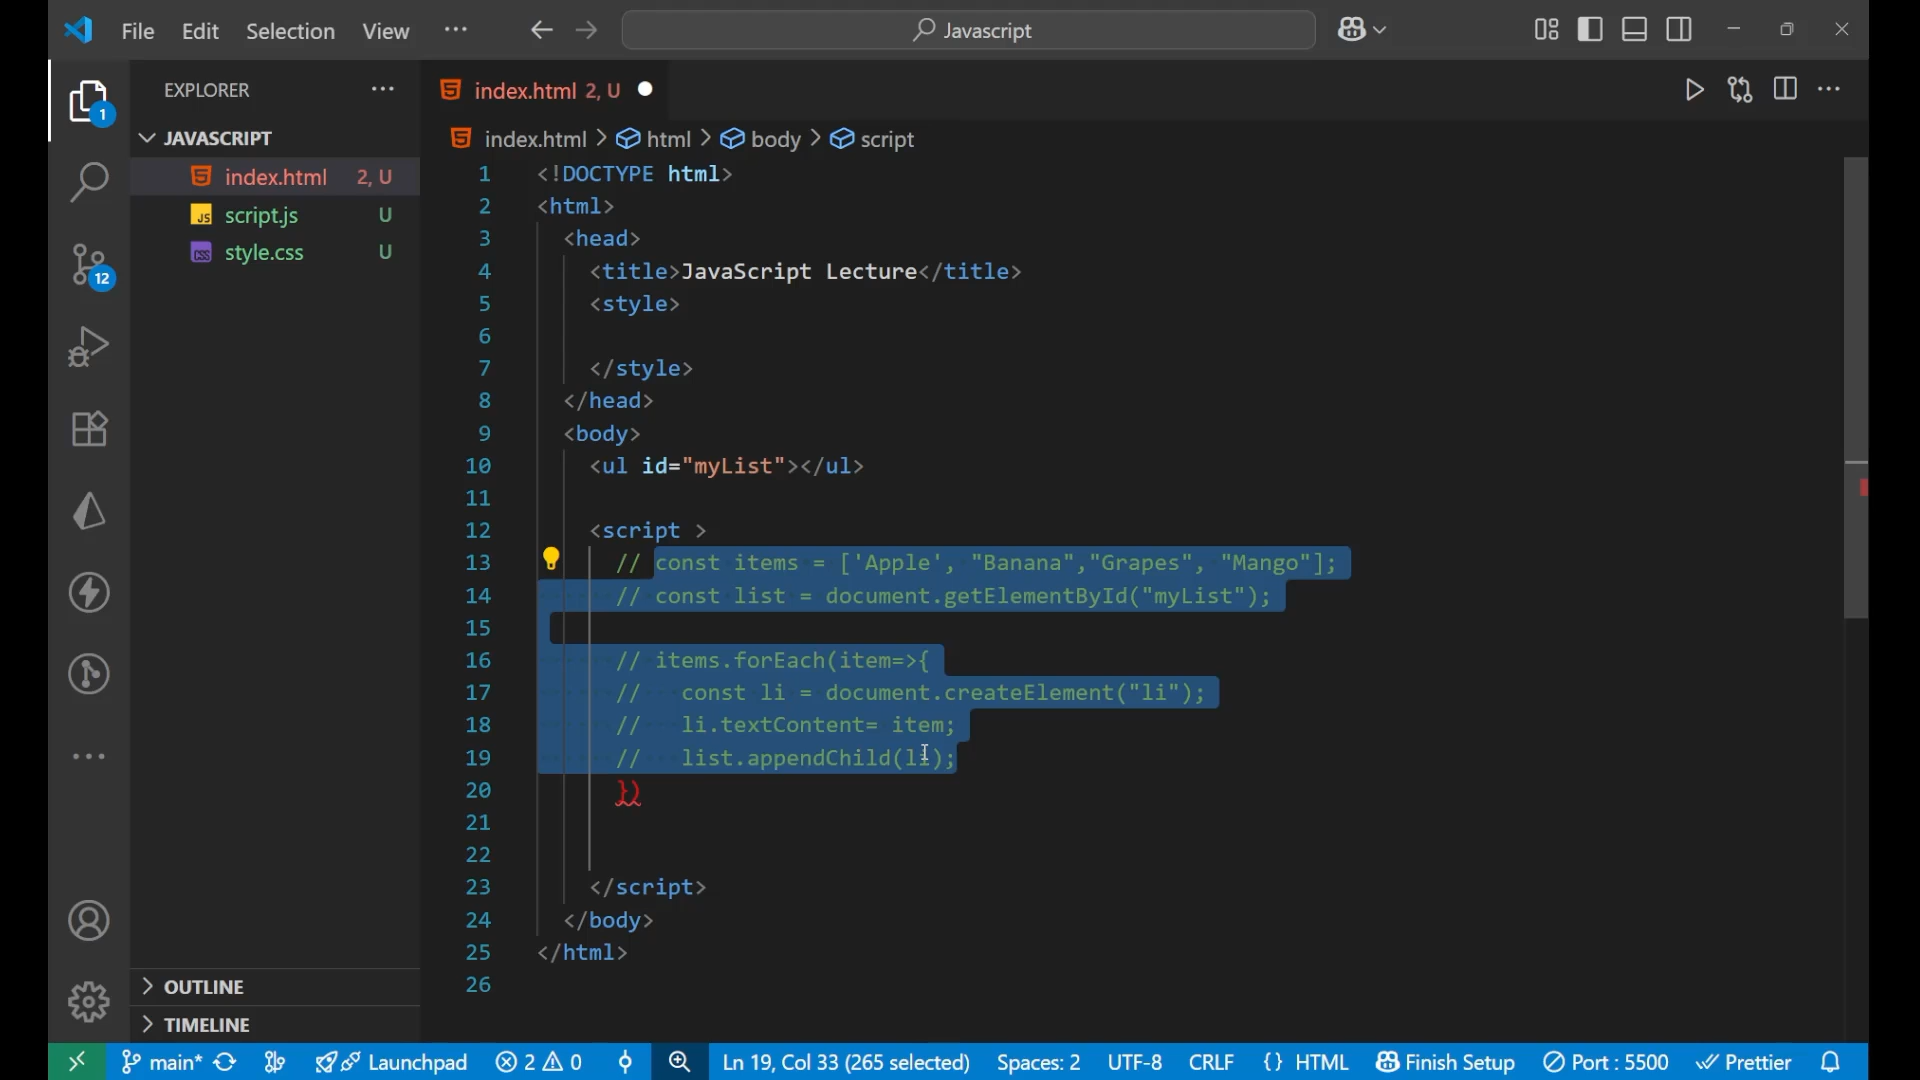 File Edit Selection View ··· Javascript
EXPLORER ···
JAVASCRIPT
index.html 2, U
JS script.js U
style.css U
OUTLINE
TIMELINE
1
12
index.html 2, U
index.html > html > body > script
1 <!DOCTYPE html>
2 <html>
3 <head>
4 <title>JavaScript Lecture</title>
5 <style>
6
7 </style>
8 </head>
9 <body>
10 <ul id="myList"></ul>
11
12 <script >
13 // const items = ['Apple', "Banana","Grapes", "Mango"];
14 // const list = document.getElementById("myList");
15
16 // items.forEach(item=>{
17 // const li = document.createElement("li");
18 // li.textContent= item;
19 // list.appendChild(li);
20 })
21
22
23 </script>
24 </body>
25 </html>
26
main* Launchpad 2 0 Ln 19, Col 33 (265 selected) Spaces: 2 UTF-8 CRLF {} HTML Finish Setup Port : 5500 Prettier